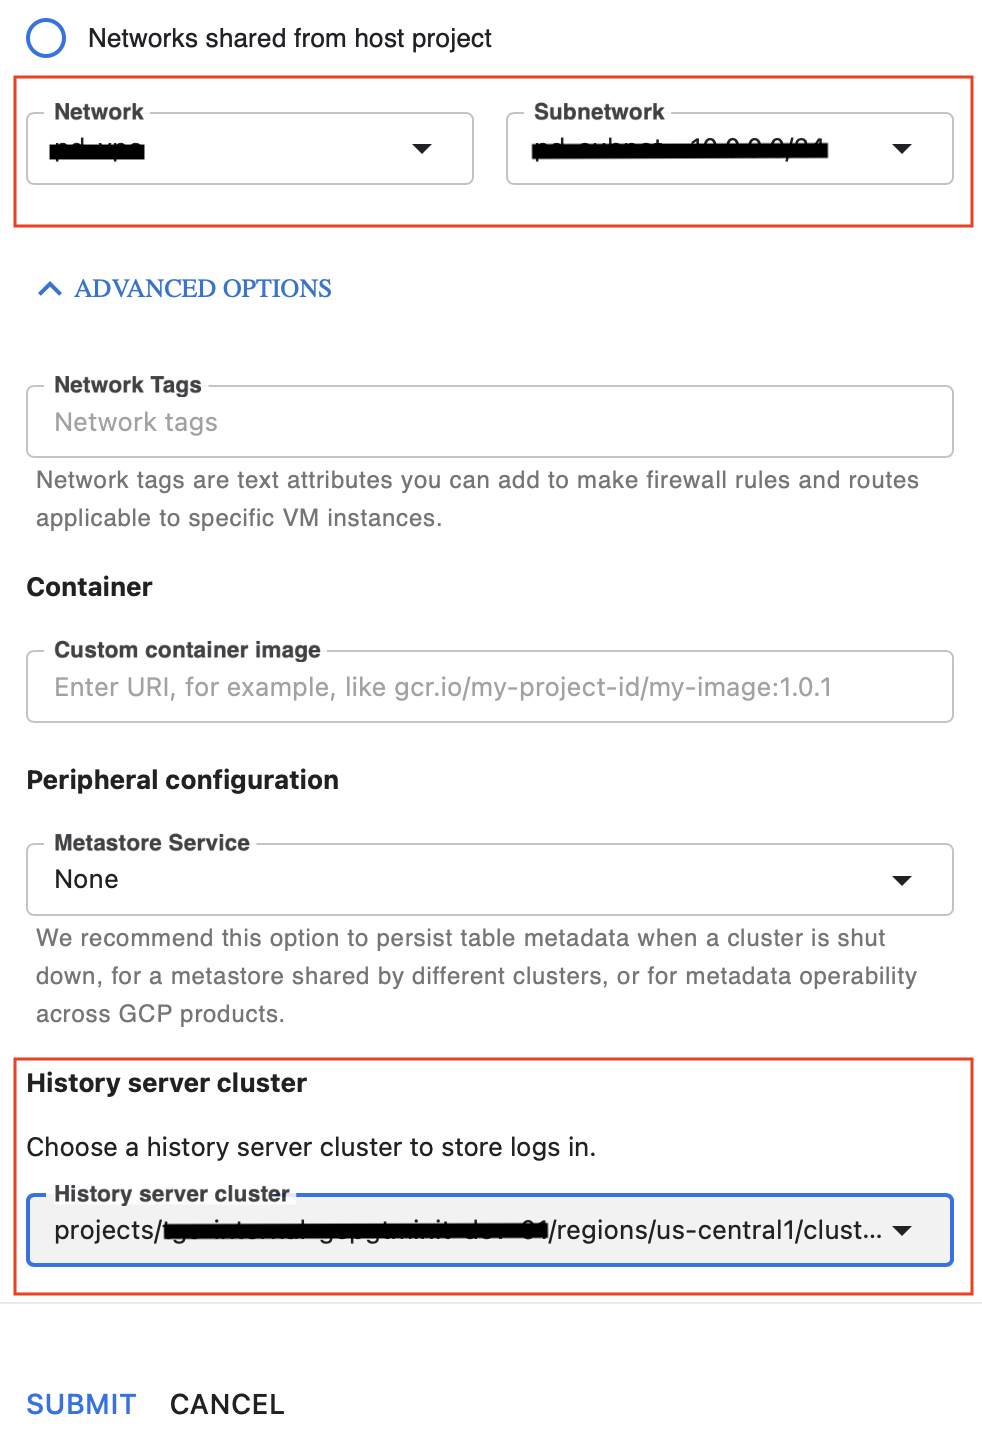 Networks shared from host project
Network
Subnetwork
ADVANCED OPTIONS
Network Tags
Network tags
Network tags are text attributes you can add to make firewall rules and routes
applicable to specific VM instances.
Container
Custom container image
Enter URI, for example, like gcr.io/my-project-id/my-image:1.0.1
Peripheral configuration
Metastore Service
None
We recommend this option to persist table metadata when a cluster is shut
down, for a metastore shared by different clusters, or for metadata operability
across GCP products.
History server cluster
Choose a history server cluster to store logs in.
History server cluster
projects/ /regions/us-central1/clust...
SUBMIT CANCEL